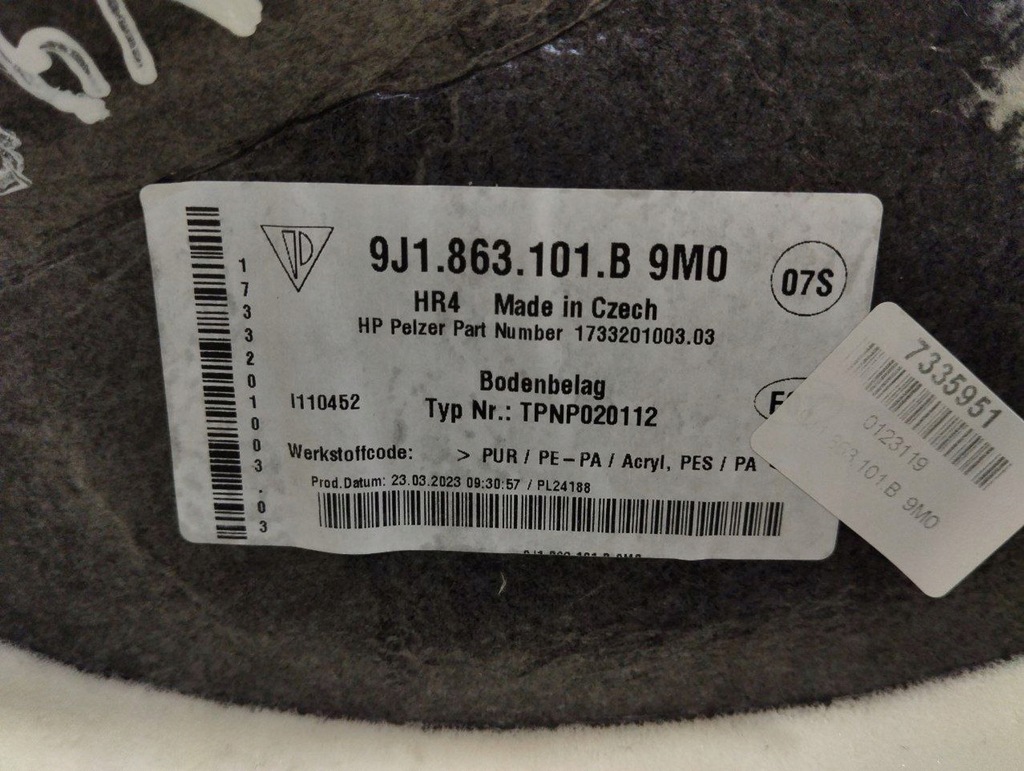 9J1.863.101.B 9M0
07S
HR4 Made in Czech
HP Pelzer Part Number 1733201003.03
Bodenbelag
I110452
Typ Nr.: TPNP020112
Werkstoffcode: > PUR / PE-PA / Acryl, PES / PA
Prod.Datum: 23.03.2023 09:30:57 / PL24188
1733201003.03
7335951
0123119
863.101.B 9M0